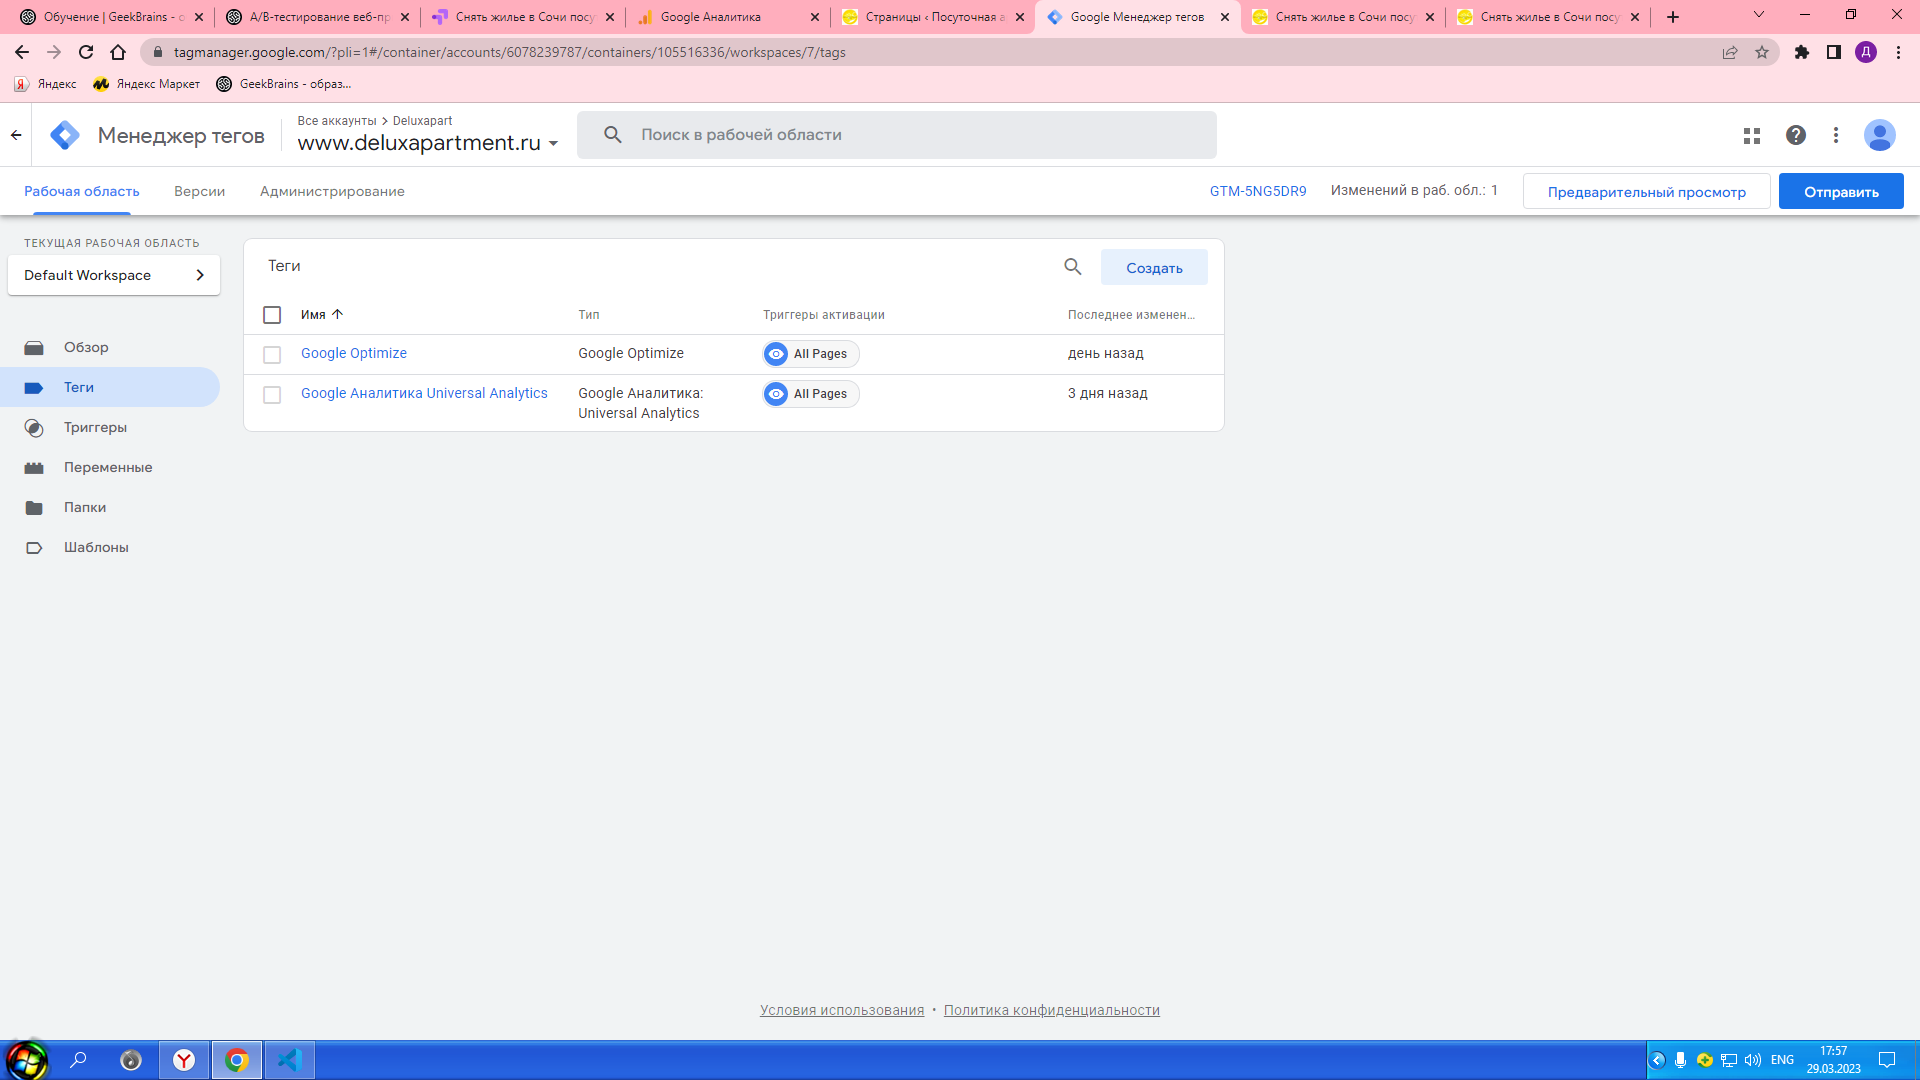 Обучение | GeekBrains - о
A/B-тестирование веб-пр
Снять жилье в Сочи посу
Google Аналитика
Страницы ‹ Посуточная а
Google Менеджер тегов
Снять жилье в Сочи посу
Снять жилье в Сочи посу
tagmanager.google.com/?pli=1#/container/accounts/6078239787/containers/105516336/workspaces/7/tags
Д
Яндекс
Яндекс Маркет
GeekBrains - образ...
Менеджер тегов
Все аккаунты > Deluxapart
www.deluxapartment.ru
Поиск в рабочей области
Рабочая область
Версии
Администрирование
GTM-5NG5DR9
Изменений в раб. обл.: 1
Предварительный просмотр
Отправить
ТЕКУЩАЯ РАБОЧАЯ ОБЛАСТЬ
Default Workspace
Обзор
Теги
Триггеры
Переменные
Папки
Шаблоны
Теги
Создать
Имя
Тип
Триггеры активации
Последнее изменен...
Google Optimize
Google Optimize
All Pages
день назад
Google Аналитика Universal Analytics
Google Аналитика:
Universal Analytics
All Pages
3 дня назад
Условия использования • Политика конфиденциальности
ENG
17:57
29.03.2023